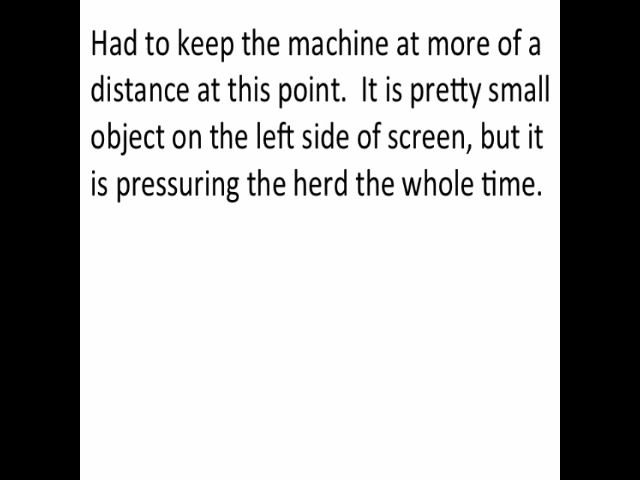 Had to keep the machine at more of a
distance at this point.  It is pretty small
object on the left side of screen, but it
is pressuring the herd the whole time.